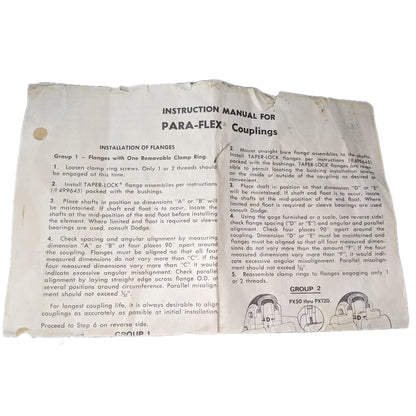 INSTRUCTION MANUAL FOR
PARA-FLEX® Couplings
INSTALLATION OF FLANGES
Group 1 — Flanges with One Removable Clamp Ring.
1. Loosen clamp ring screws. Only 1 or 2 threads should
be engaged at this time.
2. Install TAPER-LOCK® flange assemblies per instructions
(#499645) packed with the bushings.
3. Place shafts in position so dimensions "A" or "B" will
be maintained. If shaft end float is to occur, locate the
shafts at the mid-position of the end float before installing
the element. Where limited end float is required or sleeve
bearings are used, consult Dodge.
4. Check spacing and angular alignment by measuring
dimension "A" or "B" at four places 90° apart around
the coupling. Flanges must be aligned so that all four
measured dimensions do not vary more than "C". If the
four measured dimensions vary more than "C" it would
indicate excessive angular misalignment. Check parallel
alignment by laying straight edge across flange O.D. at
several positions around circumference. Parallel misalign-
ment should not exceed 1/32".
For longest coupling life, it is always desirable to align
couplings as accurately as possible at initial installation.
Proceed to Step 6 on reverse side.
GROUP 1
2. Mount straight bore flange assemblies to the shafts.
Install TAPER-LOCK flanges per instructions (#499645)
packed with the bushings. TAPER-LOCK flanges are
sible to permit locating the bushing installation screws
on the inside or outside of the coupling as desired or
3. Place shafts in position so that dimension "D" or "E"
will be maintained. If shaft end float is to occur, locate the
shafts at the mid-position of the end float. Where limited
end float is required or sleeve bearings are used,
consult Dodge.
4. Using the gage furnished or a scale, (see reverse side)
check flange spacing ("D" or "E") and angular and parallel
alignment. Check four places 90° apart around the
coupling. Dimension "D" or "E" must be maintained and
flanges must be aligned so that all four measured dimen-
sions do not vary more than the amount "F". If the four
measured dimensions vary more than "F", it would indi-
cate excessive angular misalignment. Parallel misalign-
ment should not exceed 1/32".
5. Reassemble clamp rings to flanges engaging only 1
or 2 threads.
GROUP 2
PX50 thru PX120
D